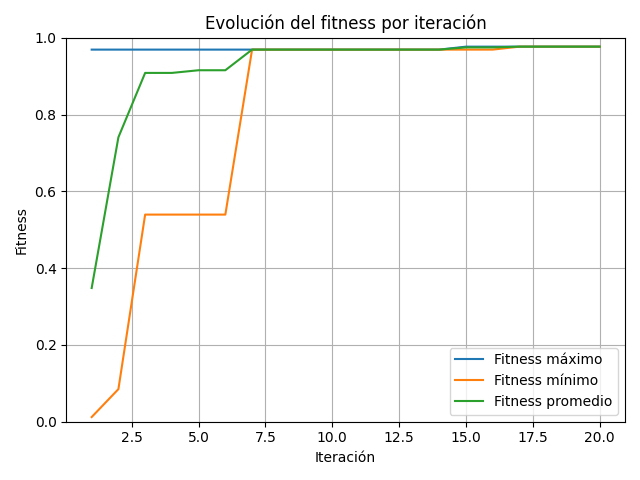 Evolución del fitness por iteración
1.0
0.8
0.6
0.4
0.2
0.0
Fitness
2.5 5.0 7.5 10.0 12.5 15.0 17.5 20.0
Iteración
Fitness máximo
Fitness mínimo
Fitness promedio